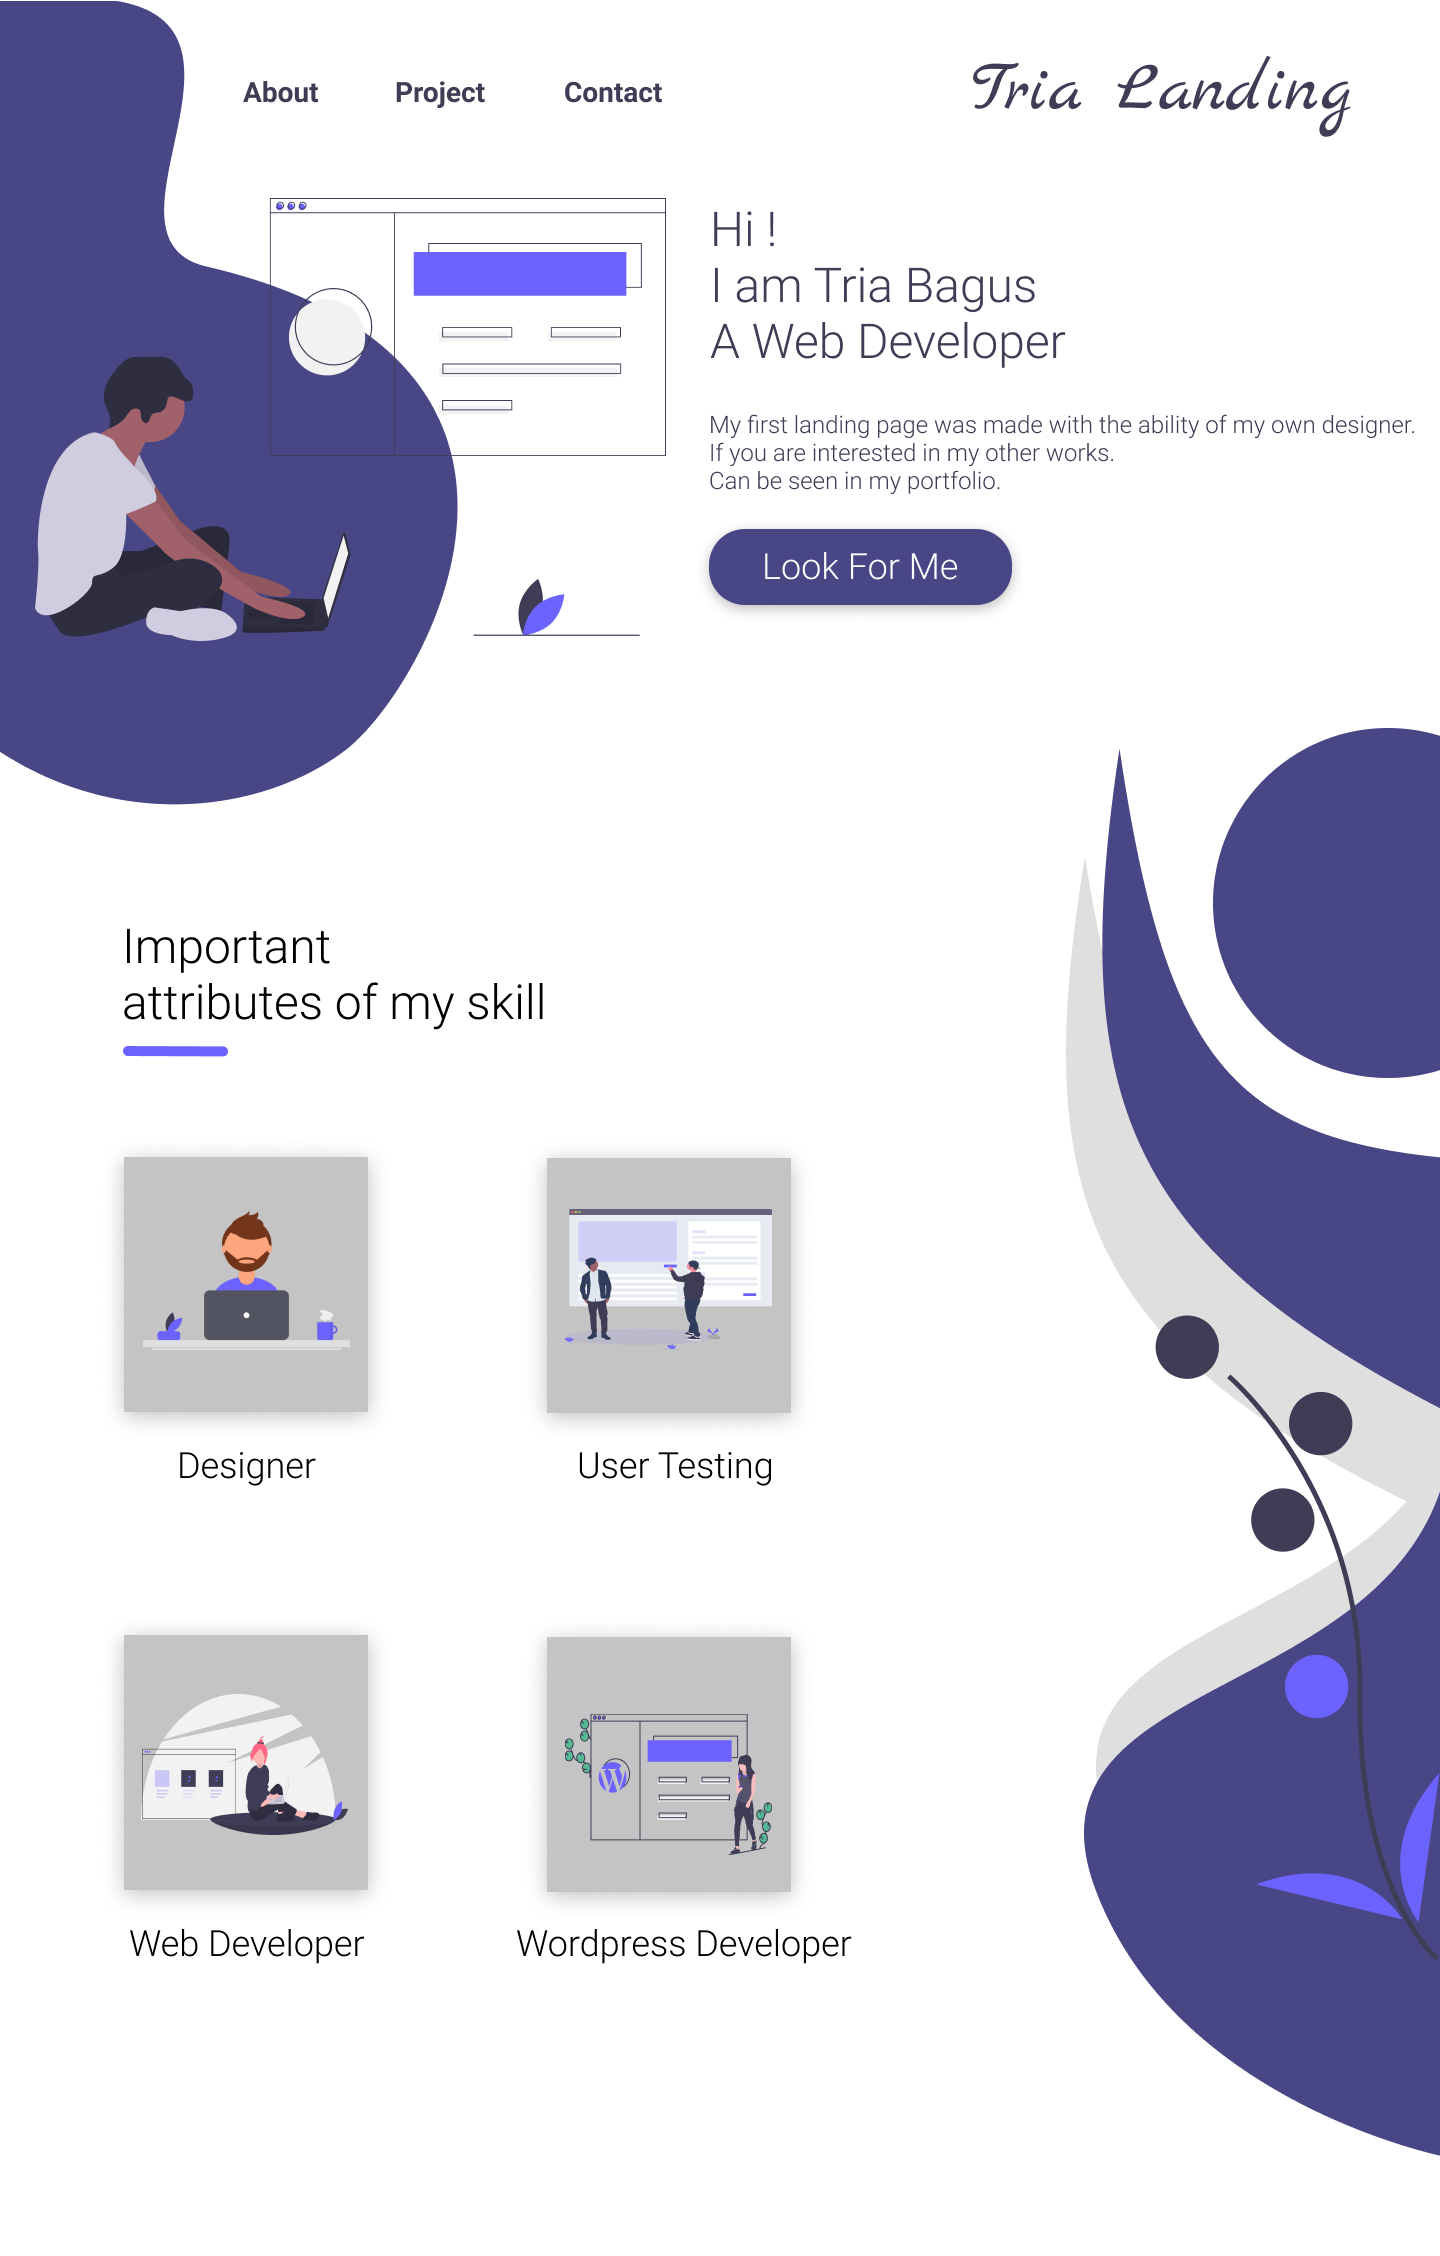 About Project Contact Tria Landing
Hi !
I am Tria Bagus
A Web Developer
My first landing page was made with the ability of my own designer.
If you are interested in my other works.
Can be seen in my portfolio.
Look For Me
Important
attributes of my skill
Designer
User Testing
Web Developer
Wordpress Developer